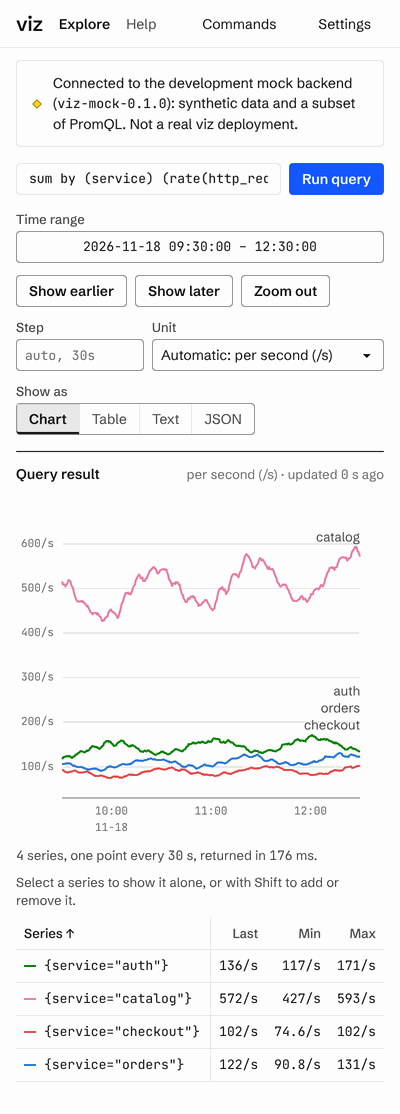 viz Explore Help Commands Settings
Connected to the development mock backend
(viz-mock-0.1.0): synthetic data and a subset
of PromQL. Not a real viz deployment.
sum by (service) (rate(http_rec Run query
Time range
2026-11-18 09:30:00 – 12:30:00
Show earlier Show later Zoom out
Step Unit
auto, 30s Automatic: per second (/s)
Show as
Chart Table Text JSON
Query result per second (/s) · updated 0 s ago
catalog
600/s
500/s
400/s
300/s
auth
orders
200/s
checkout
100/s
10:00 11:00 12:00
11-18
4 series, one point every 30 s, returned in 176 ms.
Select a series to show it alone, or with Shift to add or
remove it.
Series ↑ Last Min Max
{service="auth"} 136/s 117/s 171/s
{service="catalog"} 572/s 427/s 593/s
{service="checkout"} 102/s 74.6/s 102/s
{service="orders"} 122/s 90.8/s 131/s